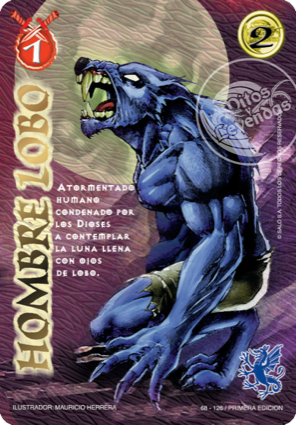 1
2
Mitos y Leyendas
HOMBRE LOBO
ATORMENTADO
HUMANO
CONDENADO POR
LOS DIOSES
A CONTEMPLAR
LA LUNA LLENA
CON OJOS
DE LOBO.
ILUSTRADOR: MAURICIO HERRERA
68 - 126 / PRIMERA EDICION